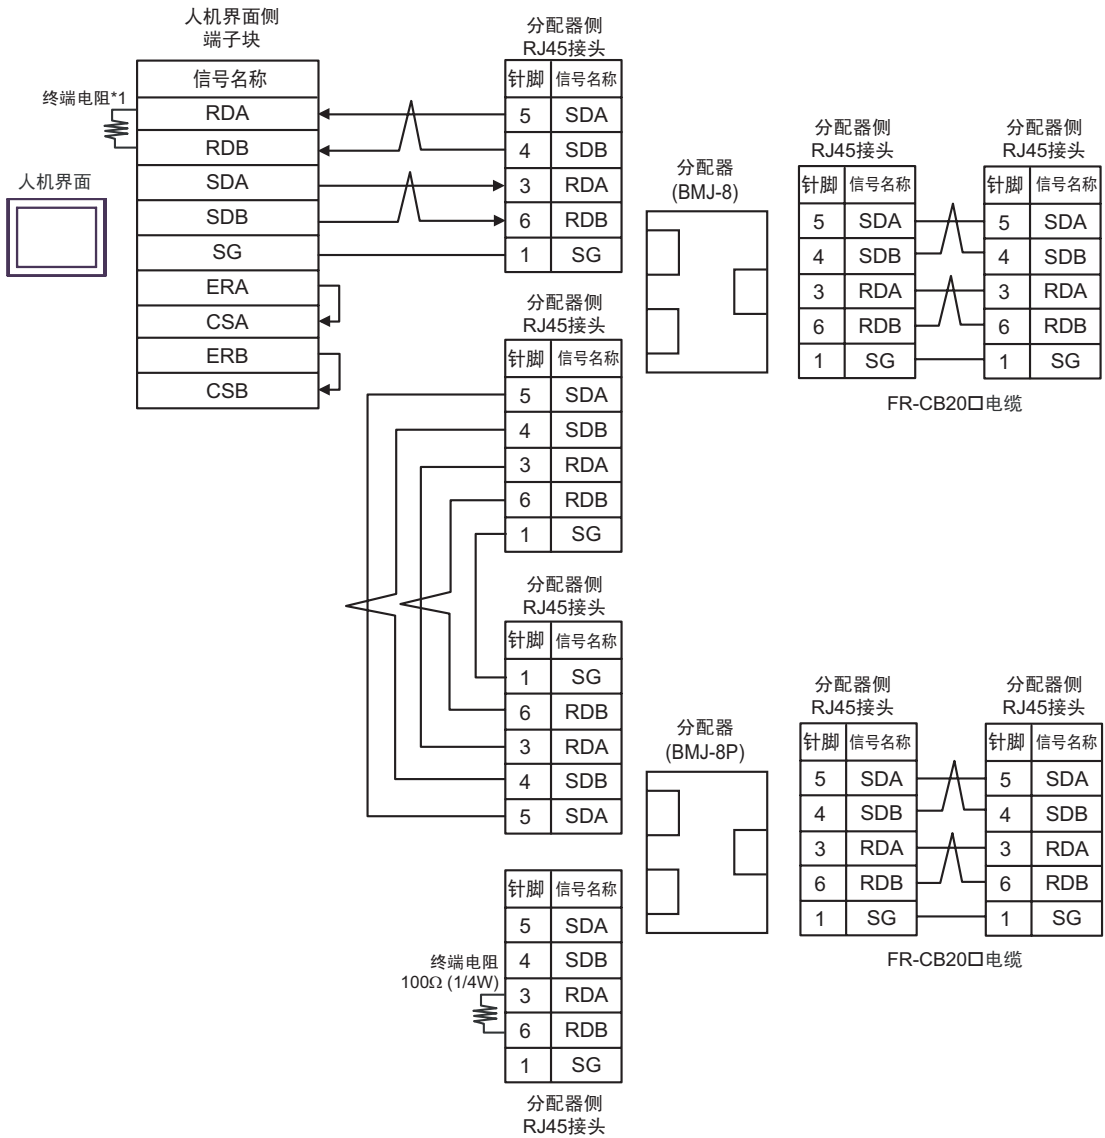 人机界面侧
端子块
信号名称
RDA
RDB
SDA
SDB
SG
ERA
CSA
ERB
CSB
终端电阻*1
人机界面
分配器侧
RJ45接头
针脚 信号名称
5 SDA
4 SDB
3 RDA
6 RDB
1 SG
分配器
(BMJ-8)
分配器侧
RJ45接头
针脚 信号名称
5 SDA
4 SDB
3 RDA
6 RDB
1 SG
分配器侧
RJ45接头
针脚 信号名称
5 SDA
4 SDB
3 RDA
6 RDB
1 SG
FR-CB20口电缆
分配器侧
RJ45接头
针脚 信号名称
5 SDA
4 SDB
3 RDA
6 RDB
1 SG
分配器侧
RJ45接头
针脚 信号名称
1 SG
6 RDB
3 RDA
4 SDB
5 SDA
分配器
(BMJ-8P)
分配器侧
RJ45接头
针脚 信号名称
5 SDA
4 SDB
3 RDA
6 RDB
1 SG
分配器侧
RJ45接头
针脚 信号名称
5 SDA
4 SDB
3 RDA
6 RDB
1 SG
FR-CB20口电缆
针脚 信号名称
5 SDA
4 SDB
3 RDA
6 RDB
1 SG
终端电阻
100Ω (1/4W)
分配器侧
RJ45接头